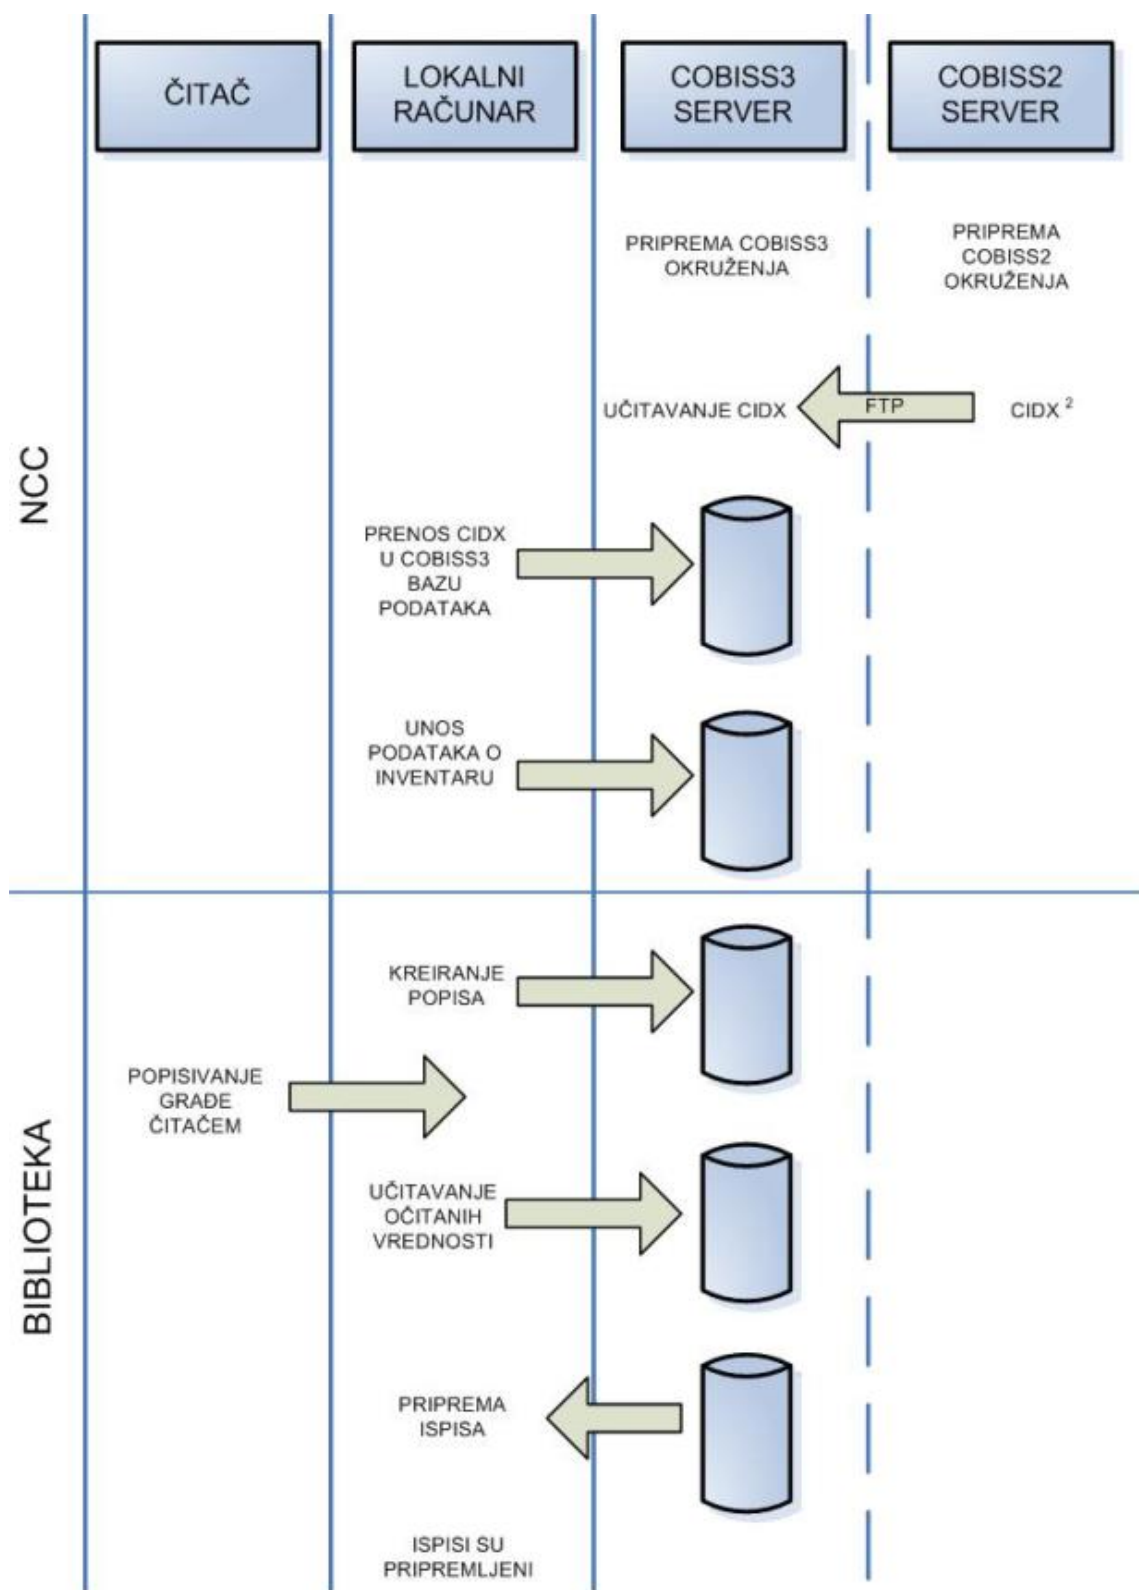 ČITAČ
LOKALNI
RAČUNAR
COBISS3
SERVER
COBISS2
SERVER
PRIPREMA COBISS3
OKRUŽENJA
PRIPREMA
COBISS2
OKRUŽENJA
NCC
UČITAVANJE CIDX
FTP
CIDX ²
PRENOS CIDX
U COBISS3
BAZU
PODATAKA
UNOS
PODATAKA O
INVENTARU
BIBLIOTEKA
KREIRANJE
POPISA
POPISIVANJE
GRAĐE
ČITAČEM
UČITAVANJE
OČITANIH
VREDNOSTI
PRIPREMA
ISPISA
ISPISI SU
PRIPREMLJENI